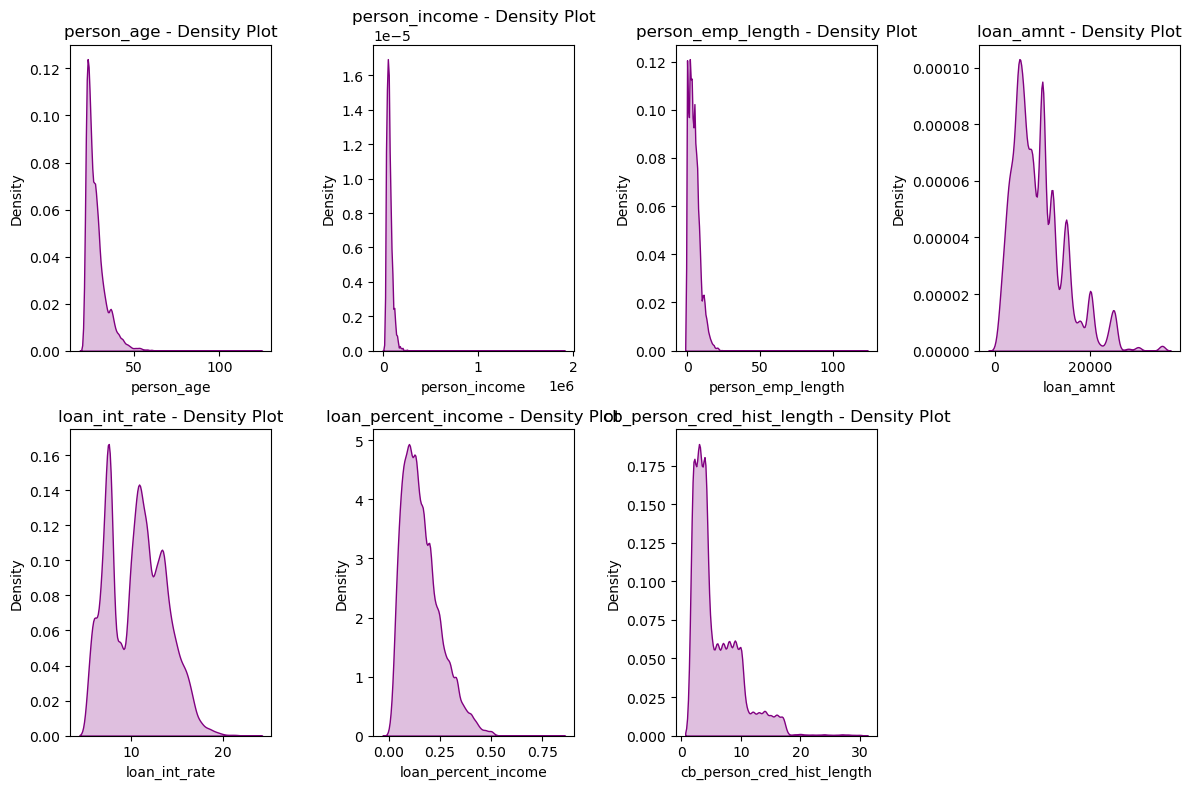 person_age - Density Plot
Density
0.12
0.10
0.08
0.06
0.04
0.02
0.00
50 100
person_age
person_income - Density Plot
1e−5
Density
1.6
1.4
1.2
1.0
0.8
0.6
0.4
0.2
0.0
0 1 2
1e6
person_income
person_emp_length - Density Plot
Density
0.12
0.10
0.08
0.06
0.04
0.02
0.00
0 50 100
person_emp_length
loan_amnt - Density Plot
Density
0.00010
0.00008
0.00006
0.00004
0.00002
0.00000
0 20000
loan_amnt
loan_int_rate - Density Plot
Density
0.16
0.14
0.12
0.10
0.08
0.06
0.04
0.02
0.00
10 20
loan_int_rate
loan_percent_income - Density Plot
Density
5
4
3
2
1
0
0.00 0.25 0.50 0.75
loan_percent_income
cb_person_cred_hist_length - Density Plot
Density
0.175
0.150
0.125
0.100
0.075
0.050
0.025
0.000
0 10 20 30
cb_person_cred_hist_length